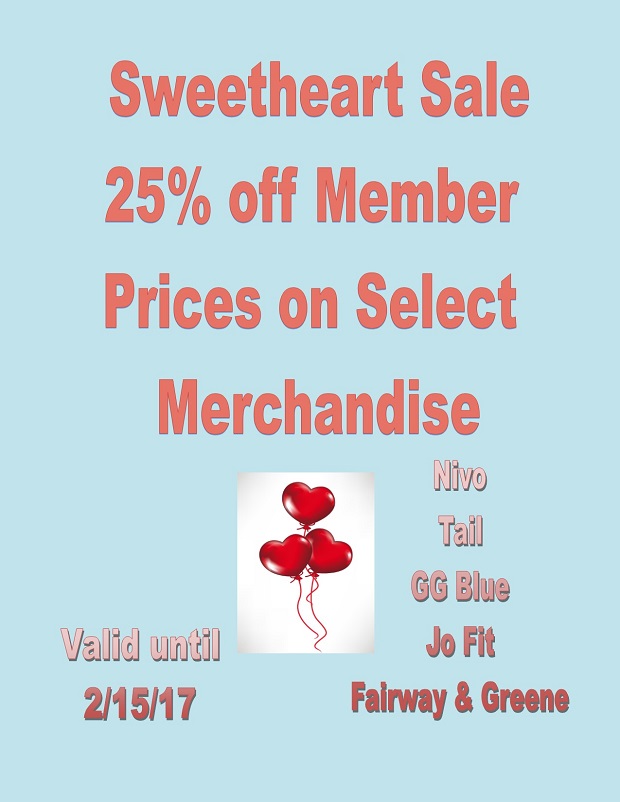 Sweetheart Sale
25% off Member
Prices on Select
Merchandise
Nivo
Tail
GG Blue
Jo Fit
Fairway & Greene
Valid until
2/15/17